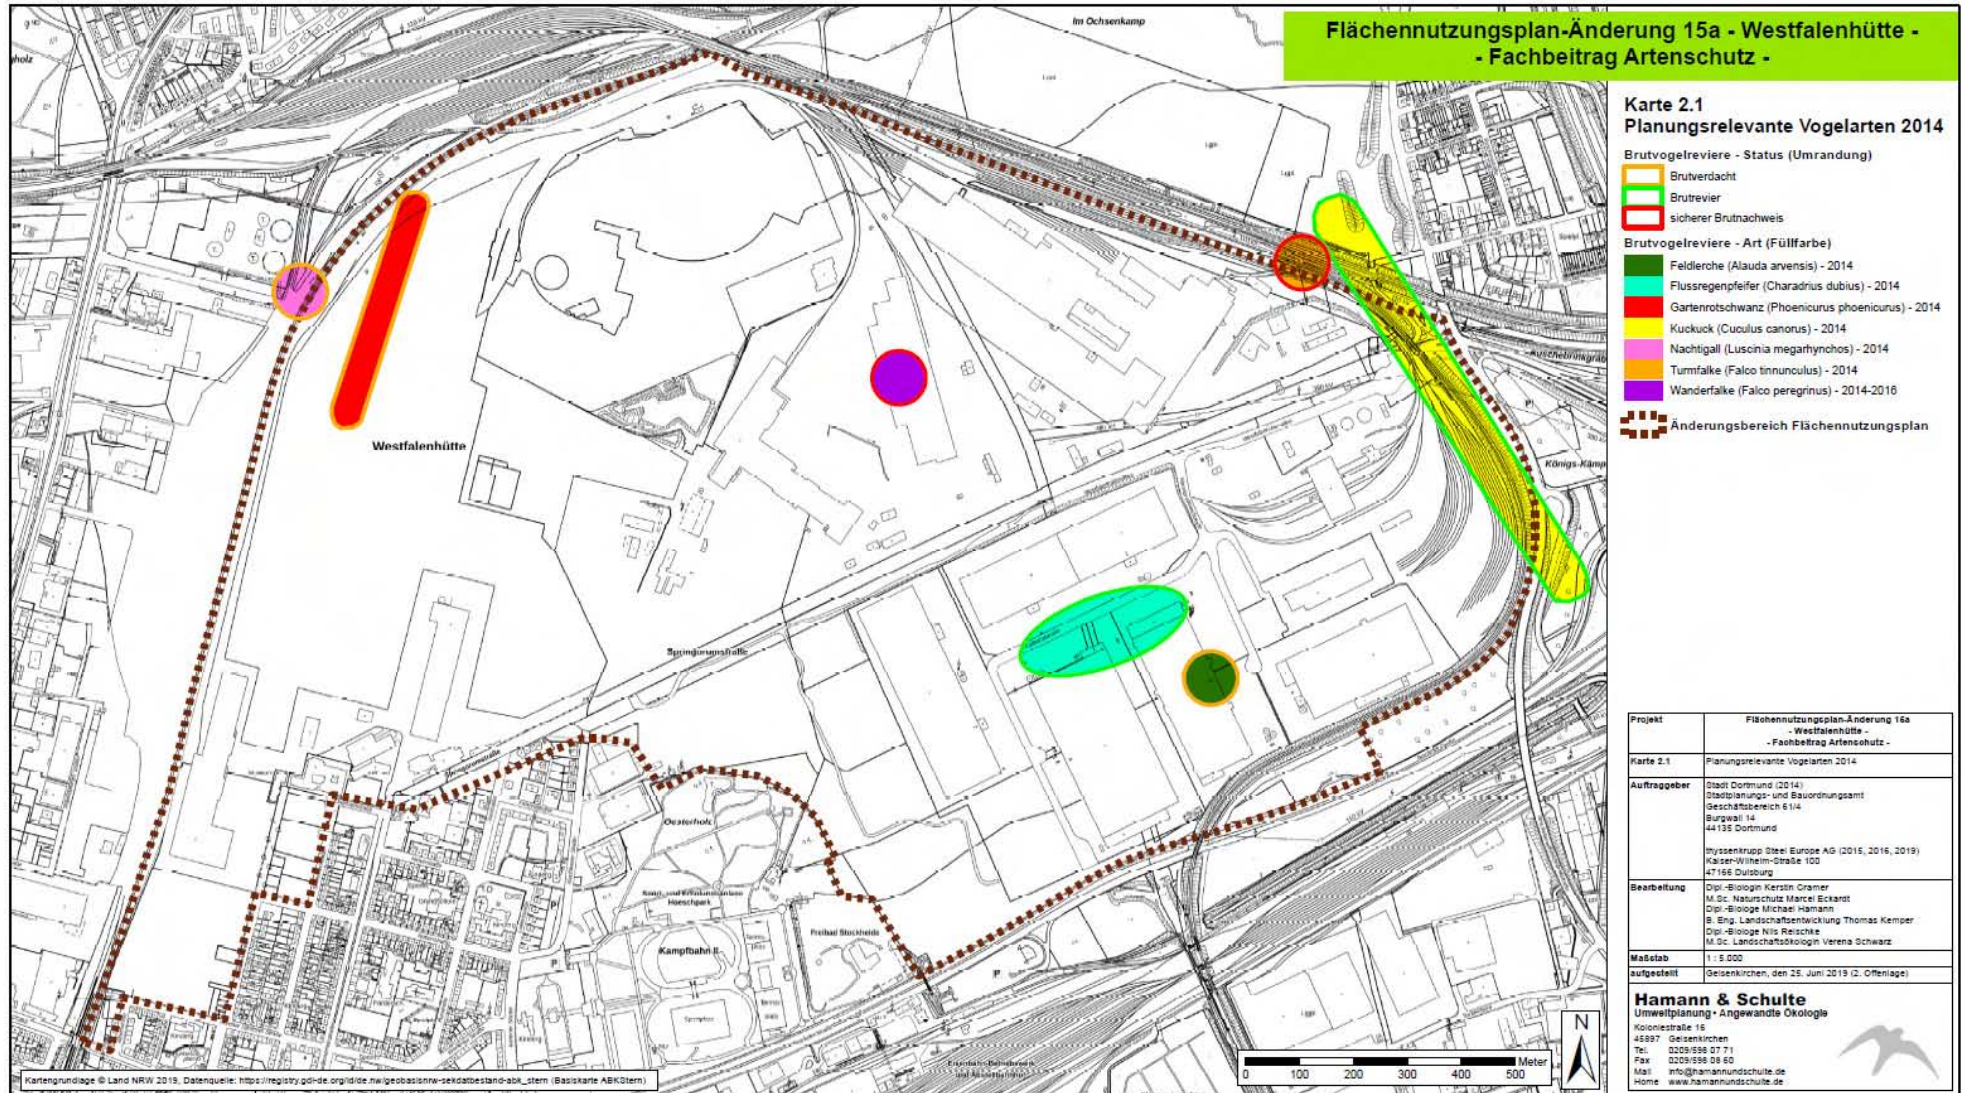 Flächennutzungsplan-Änderung 15a - Westfalenhütte -
- Fachbeitrag Artenschutz -
Karte 2.1
Planungsrelevante Vogelarten 2014
Brutvogelreviere - Status (Umrandung)
Brutverdacht
Brutrevier
sicherer Brutnachweis
Brutvogelreviere - Art (Füllfarbe)
Feldlerche (Alauda arvensis) - 2014
Flussregenpfeifer (Charadrius dubius) - 2014
Gartenrotschwanz (Phoenicurus phoenicurus) - 2014
Kuckuck (Cuculus canorus) - 2014
Nachtigall (Luscinia megarhynchos) - 2014
Turmfalke (Falco tinnunculus) - 2014
Wanderfalke (Falco peregrinus) - 2014-2016
Änderungsbereich Flächennutzungsplan
Im Ochsenkamp
Westfalenhütte
Springorumstraße
Springorumstraße
Königs-Kämp
Oesterholz
Hoeschpark
Kampfbahn II
Freibad Stockheide
Sportplatz
Projekt
Flächennutzungsplan-Änderung 15a
- Westfalenhütte -
- Fachbeitrag Artenschutz -
Karte 2.1
Planungsrelevante Vogelarten 2014
Auftraggeber
Stadt Dortmund (2014)
Stadtplanungs- und Bauordnungsamt
Geschäftsbereich 61/4
Burgwall 14
44135 Dortmund
thyssenkrupp Steel Europe AG (2015, 2016, 2019)
Kaiser-Wilhelm-Straße 100
47166 Duisburg
Bearbeitung
Dipl.-Biologin Kerstin Cramer
M.Sc. Naturschutz Marcel Eckardt
Dipl.-Biologe Michael Hamann
B. Eng. Landschaftsentwicklung Thomas Kemper
Dipl.-Biologe Nils Reischke
M.Sc. Landschaftsökologin Verena Schwarz
Maßstab
1 : 5.000
aufgestellt
Gelsenkirchen, den 25. Juni 2019 (2. Offenlage)
Hamann & Schulte
Umweltplanung • Angewandte Ökologie
Koloniestraße 16
45897 Gelsenkirchen
Tel. 0209/598 07 71
Fax 0209/598 08 60
Mail info@hamannundschulte.de
Home www.hamannundschulte.de
N
0 100 200 300 400 500 Meter
Kartengrundlage © Land NRW 2019, Datenquelle: https://registry.gdi-de.org/id/de.nw/geobasisnrw-sekdatbestand-abk_stern (Basiskarte ABKStern)